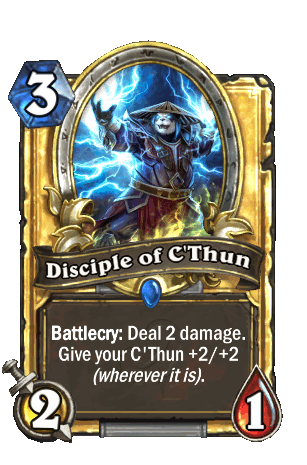 3
Disciple of C'Thun
Battlecry: Deal 2 damage.
Give your C'Thun +2/+2
(wherever it is).
2
1